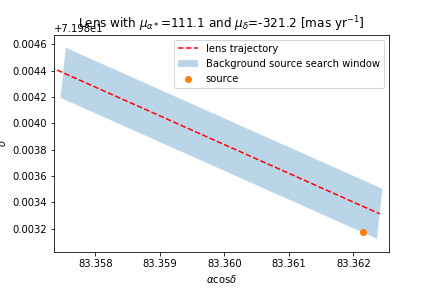 Lens with μα* =111.1 and μδ=-321.2 [mas yr⁻¹]
+7.198e1
lens trajectory
Background source search window
source
0.0046
0.0044
0.0042
0.0040
0.0038
0.0036
0.0034
0.0032
δ
83.358
83.359
83.360
83.361
83.362
αcosδ